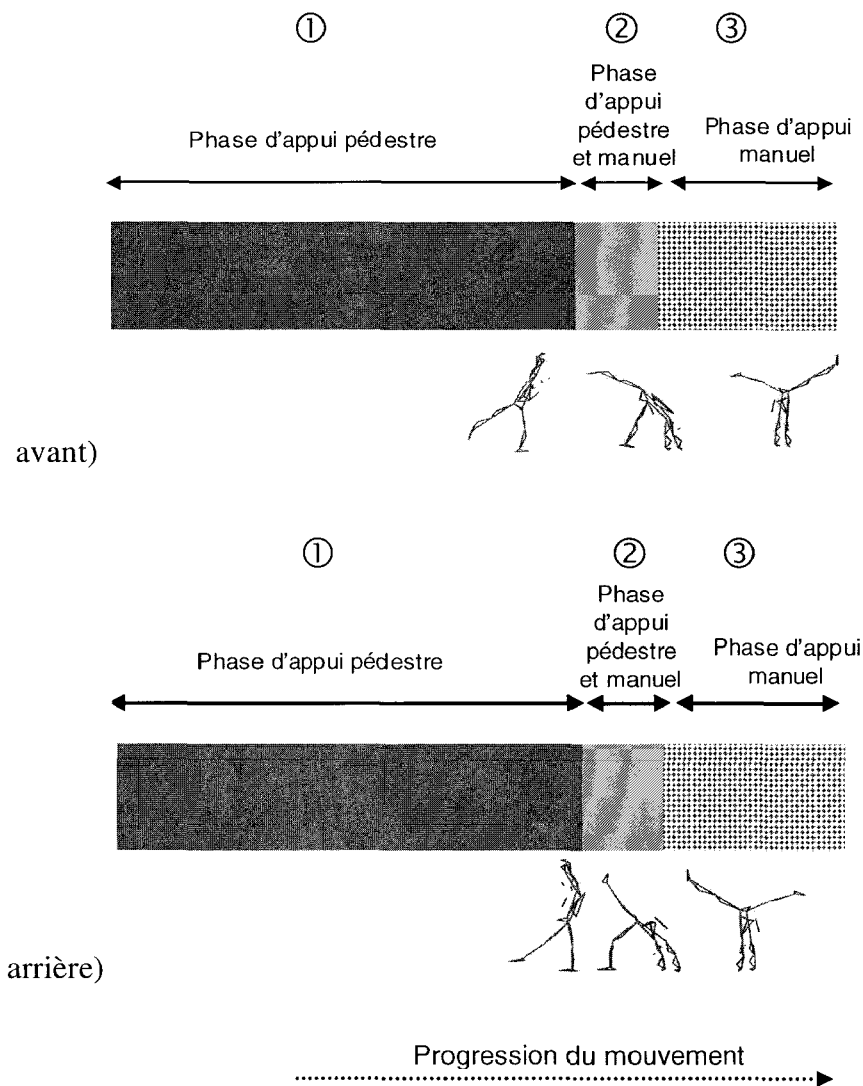 ① ② ③
Phase
d'appui
pédestre
et manuel
Phase d'appui pédestre
Phase d'appui
manuel
avant)
① ② ③
Phase
d'appui
pédestre
et manuel
Phase d'appui pédestre
Phase d'appui
manuel
arrière)
Progression du mouvement